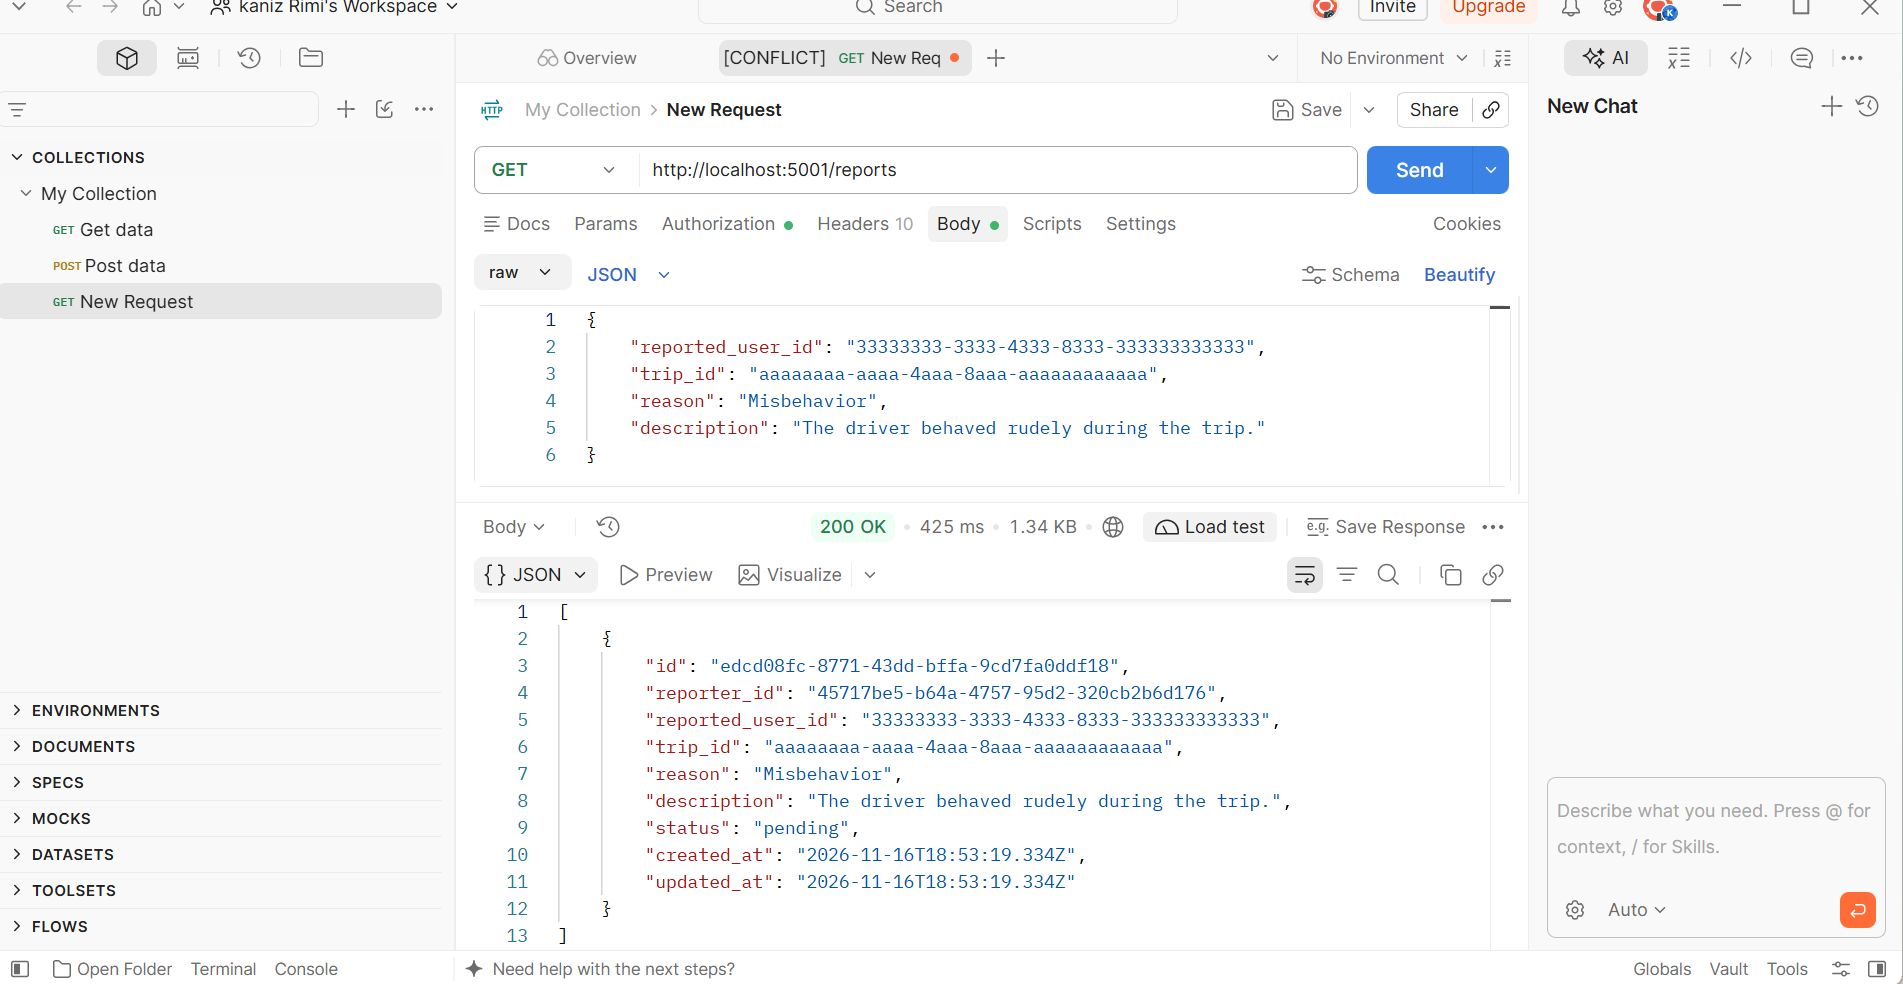 kaniz Rimi's Workspace
Search
Invite
Upgrade
K
Overview
[CONFLICT] GET New Req
No Environment
AI
My Collection > New Request
Save
Share
New Chat
COLLECTIONS
My Collection
GET Get data
POST Post data
GET New Request
ENVIRONMENTS
DOCUMENTS
SPECS
MOCKS
DATASETS
TOOLSETS
FLOWS
HTTP
GET
http://localhost:5001/reports
Send
Docs Params Authorization Headers 10 Body Scripts Settings Cookies
raw JSON Schema Beautify
1 {
2 "reported_user_id": "33333333-3333-4333-8333-333333333333",
3 "trip_id": "aaaaaaaa-aaaa-4aaa-8aaa-aaaaaaaaaaaa",
4 "reason": "Misbehavior",
5 "description": "The driver behaved rudely during the trip."
6 }
Body 200 OK • 425 ms • 1.34 KB • Load test e.g. Save Response
{} JSON Preview Visualize
1 [
2 {
3 "id": "edcd08fc-8771-43dd-bffa-9cd7fa0ddf18",
4 "reporter_id": "45717be5-b64a-4757-95d2-320cb2b6d176",
5 "reported_user_id": "33333333-3333-4333-8333-333333333333",
6 "trip_id": "aaaaaaaa-aaaa-4aaa-8aaa-aaaaaaaaaaaa",
7 "reason": "Misbehavior",
8 "description": "The driver behaved rudely during the trip.",
9 "status": "pending",
10 "created_at": "2026-11-16T18:53:19.334Z",
11 "updated_at": "2026-11-16T18:53:19.334Z"
12 }
13 ]
Describe what you need. Press @ for
context, / for Skills.
Auto
Open Folder Terminal Console
Need help with the next steps?
Globals Vault Tools